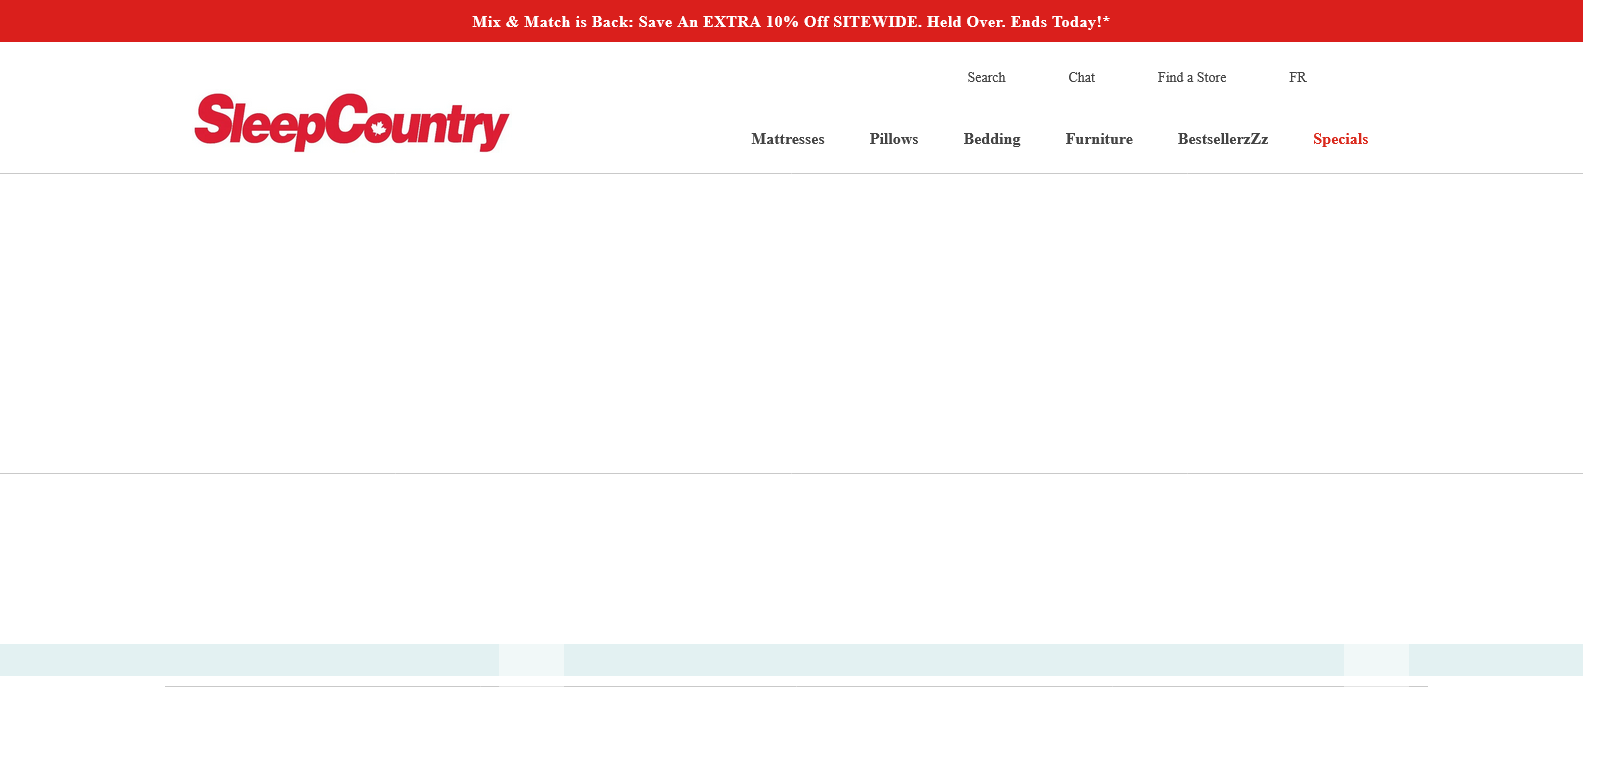 Mix & Match is Back: Save An EXTRA 10% Off SITEWIDE. Held Over. Ends Today!*
Search Chat Find a Store FR
SleepCountry
Mattresses Pillows Bedding Furniture BestsellerzZz Specials